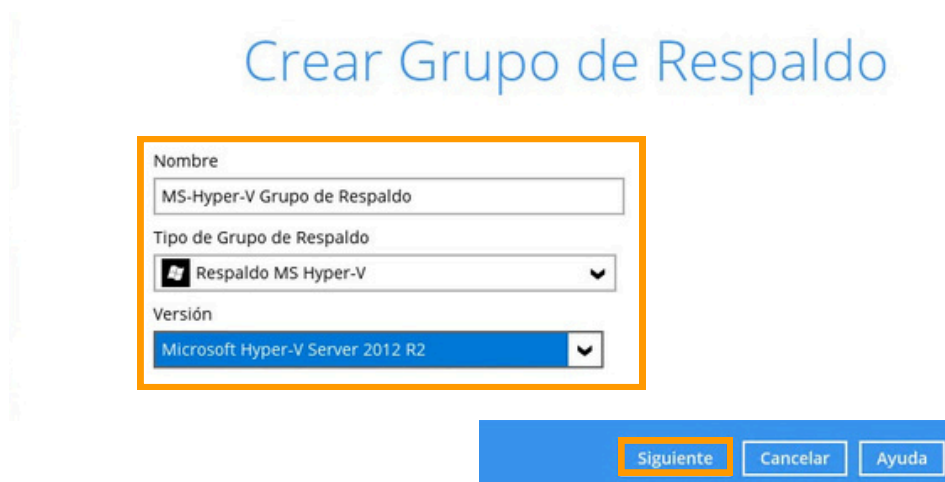 Crear Grupo de Respaldo
Nombre
MS-Hyper-V Grupo de Respaldo
Tipo de Grupo de Respaldo
Respaldo MS Hyper-V
Versión
Microsoft Hyper-V Server 2012 R2
Siguiente Cancelar Ayuda